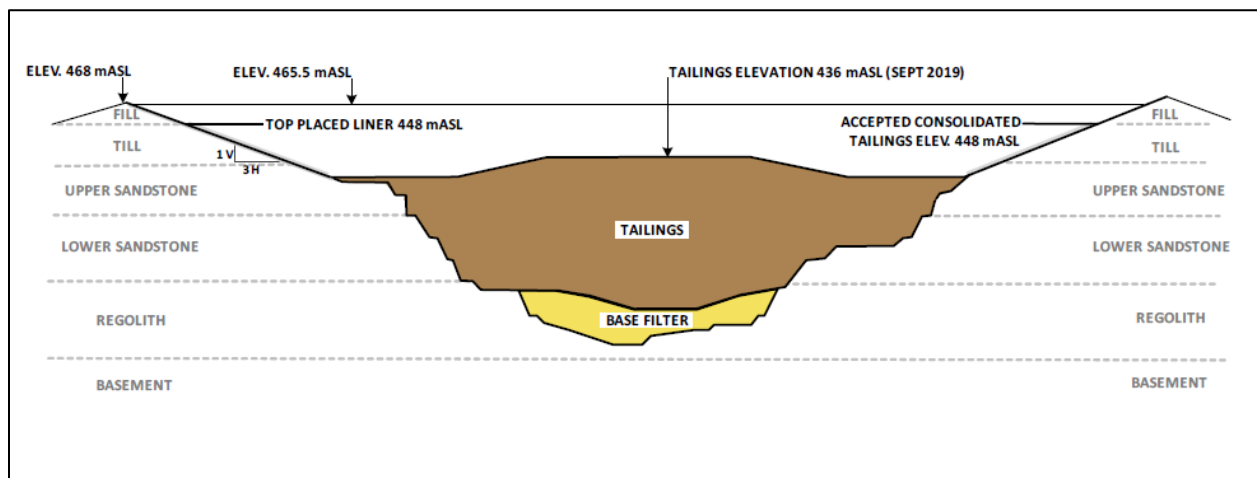 ELEV. 468 mASL
ELEV. 465.5 mASL
TAILINGS ELEVATION 436 mASL (SEPT 2019)
FILL
TOP PLACED LINER 448 mASL
ACCEPTED CONSOLIDATED
TAILINGS ELEV. 448 mASL
FILL
TILL
1 V
3 H
TILL
UPPER SANDSTONE
UPPER SANDSTONE
TAILINGS
LOWER SANDSTONE
LOWER SANDSTONE
REGOLITH
BASE FILTER
REGOLITH
BASEMENT
BASEMENT